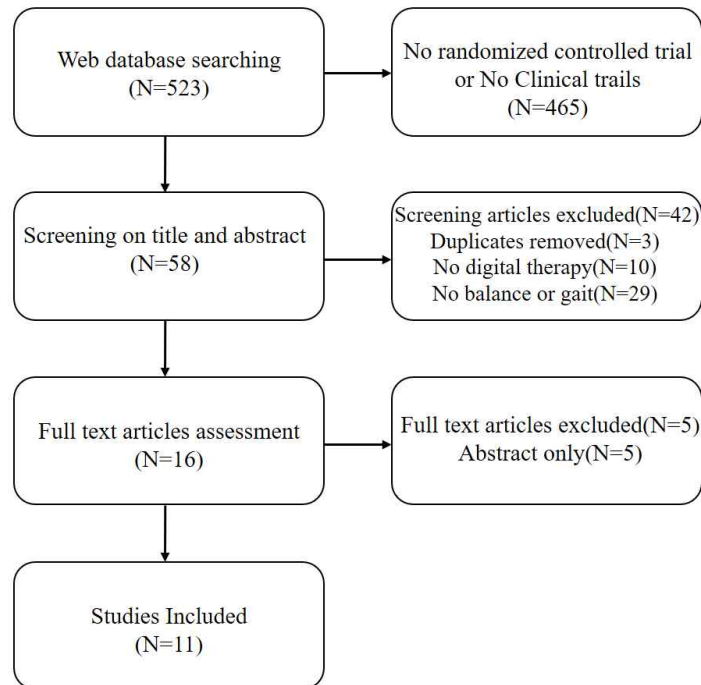 Web database searching
(N=523)
No randomized controlled trial
or No Clinical trails
(N=465)
Screening on title and abstract
(N=58)
Screening articles excluded(N=42)
Duplicates removed(N=3)
No digital therapy(N=10)
No balance or gait(N=29)
Full text articles assessment
(N=16)
Full text articles excluded(N=5)
Abstract only(N=5)
Studies Included
(N=11)